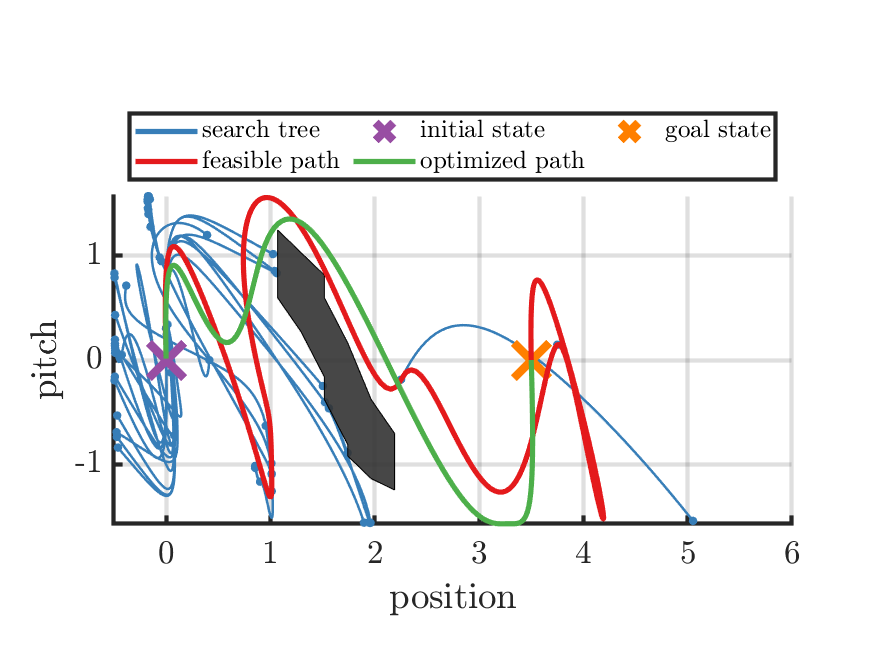 search tree initial state goal state
feasible path optimized path
1
0
-1
pitch
0 1 2 3 4 5 6
position